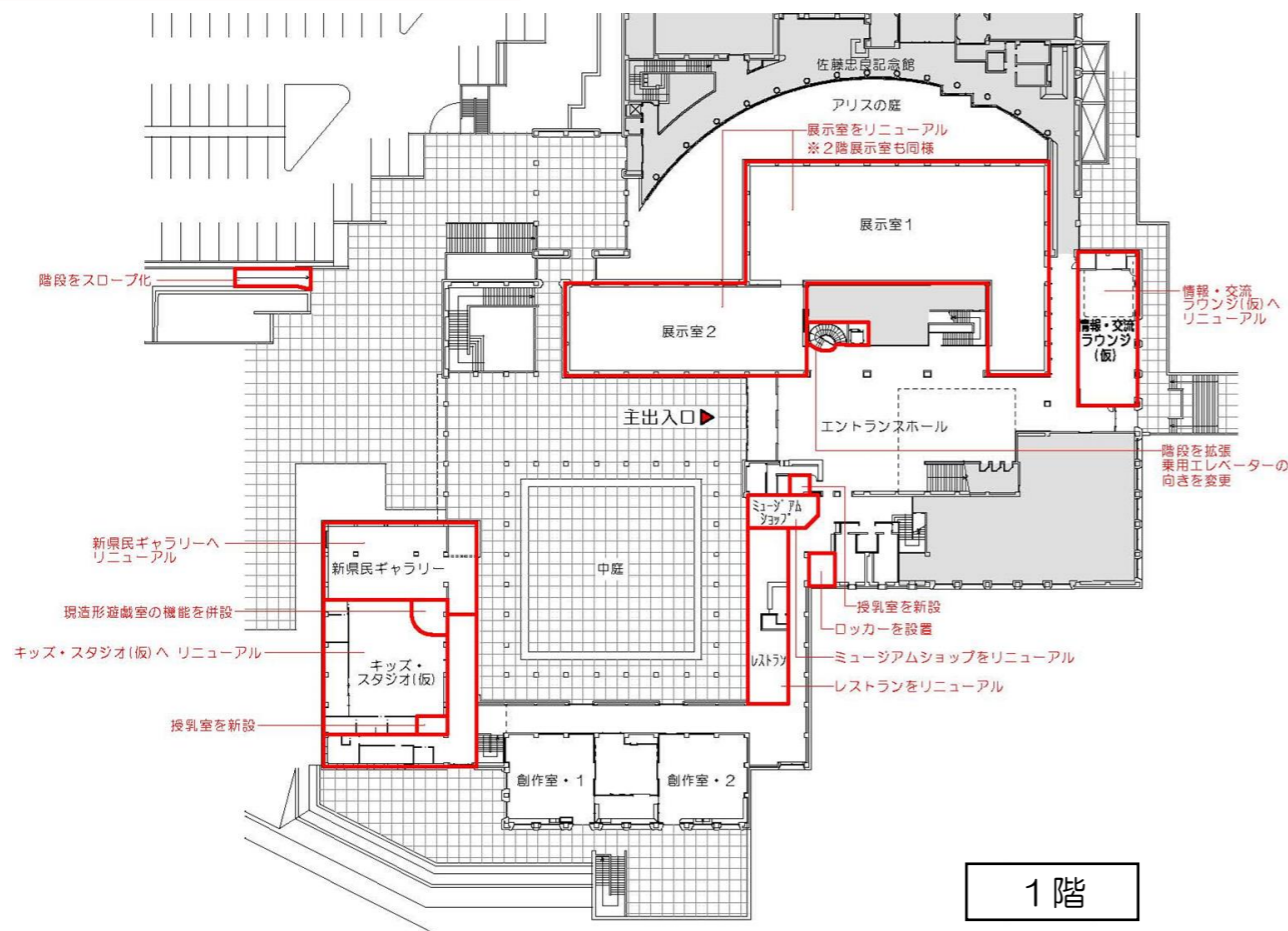 佐藤忠良記念館
アリスの庭
展示室をリニューアル
※2階展示室も同様
展示室1
階段をスロープ化
情報・交流
ラウンジ(仮)へ
リニューアル
情報・交流
ラウンジ
(仮)
展示室2
主出入口
エントランスホール
階段を拡張
乗用エレベーターの
向きを変更
ミュージアム
ショップ
新県民ギャラリーへ
リニューアル
新県民ギャラリー
中庭
現造形遊戯室の機能を併設
授乳室を新設
ロッカーを設置
キッズ・スタジオ(仮)へ リニューアル
キッズ・
スタジオ(仮)
レストラン
ミュージアムショップをリニューアル
レストランをリニューアル
授乳室を新設
創作室・1
創作室・2
1階